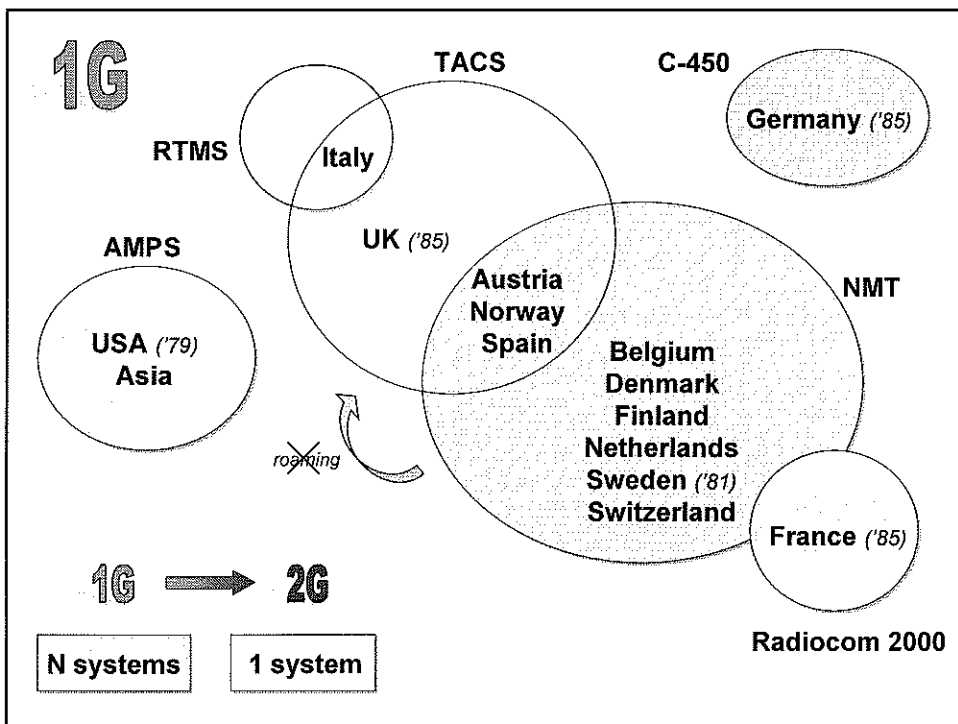 1G
TACS
C-450
Germany ('85)
RTMS
Italy
UK ('85)
AMPS
USA ('79)
Asia
Austria
Norway
Spain
NMT
Belgium
Denmark
Finland
Netherlands
Sweden ('81)
Switzerland
roaming
France ('85)
Radiocom 2000
1G
2G
N systems
1 system